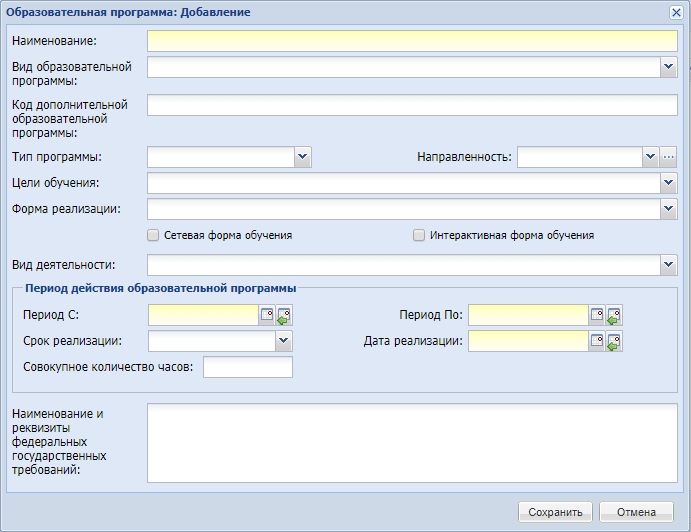 Образовательная программа: Добавление
Наименование:
Вид образовательной
программы:
Код дополнительной
образовательной
программы:
Тип программы:
Направленность:
Цели обучения:
Форма реализации:
Сетевая форма обучения
Интерактивная форма обучения
Вид деятельности:
Период действия образовательной программы
Период С:
Период По:
Срок реализации:
Дата реализации:
Совокупное количество часов:
Наименование и
реквизиты
федеральных
государственных
требований:
Сохранить
Отмена